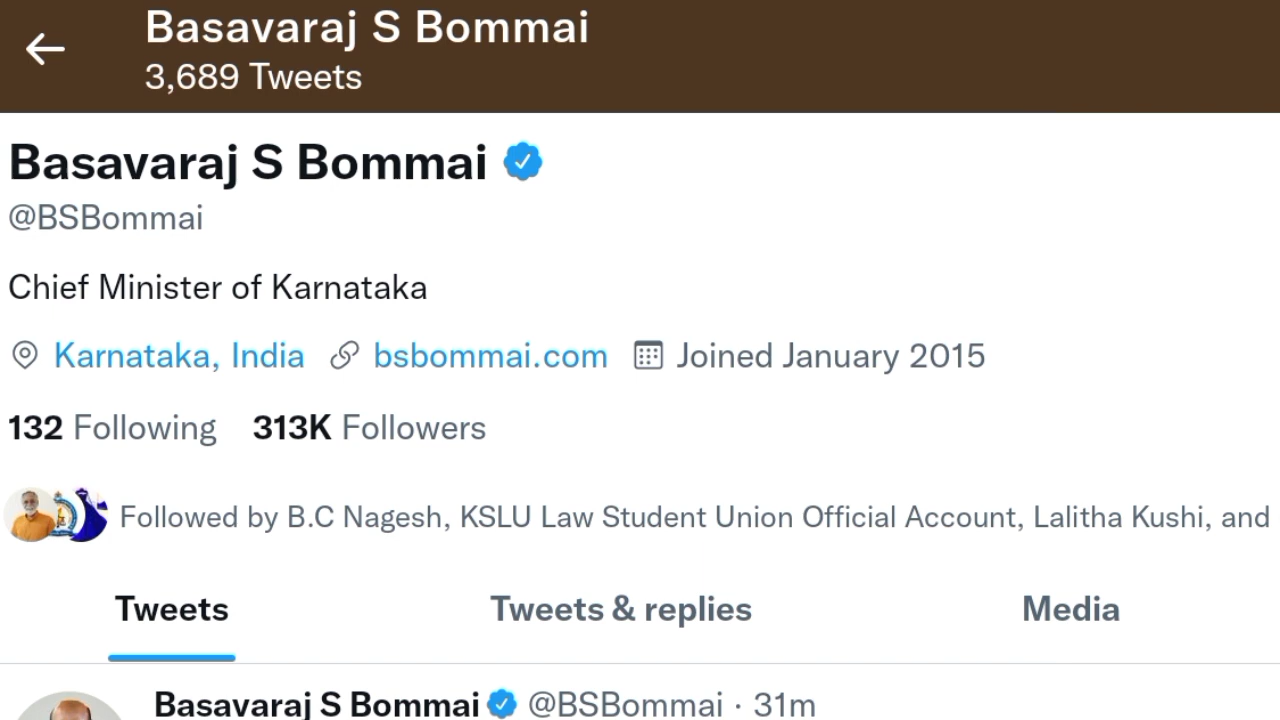 Basavaraj S Bommai
3,689 Tweets
Basavaraj S Bommai
@BSBommai
Chief Minister of Karnataka
Karnataka, India bsbommai.com Joined January 2015
132 Following 313K Followers
Followed by B.C Nagesh, KSLU Law Student Union Official Account, Lalitha Kushi, and
Tweets Tweets & replies Media
Basavaraj S Bommai @BSBommai · 31m